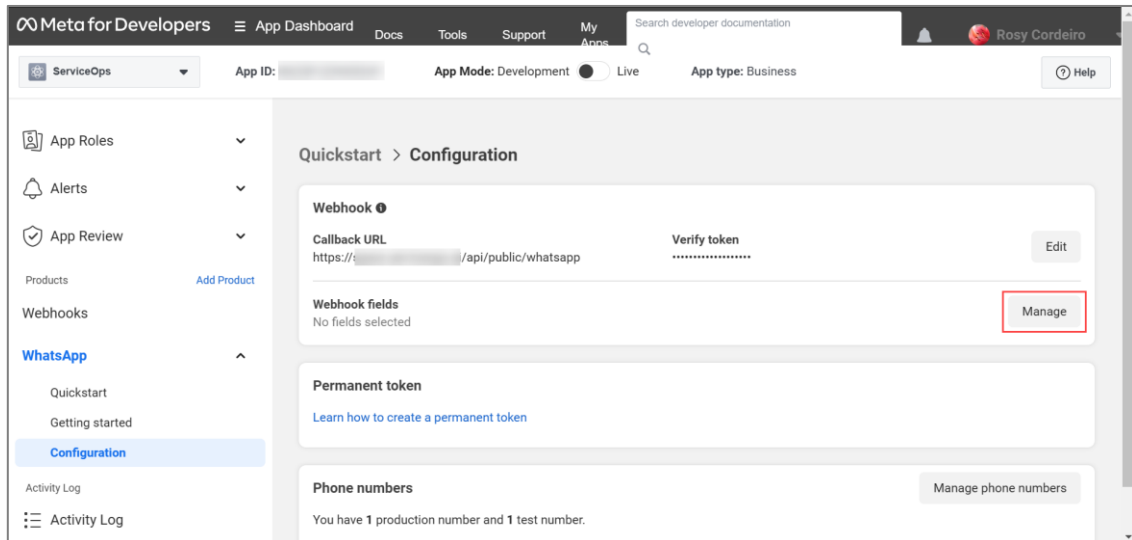 Meta for Developers
App Dashboard
Docs
Tools
Support
My Apps
Search developer documentation
Rosy Cordeiro
ServiceOps
App ID:
App Mode: Development
Live
App type: Business
Help
App Roles
Alerts
App Review
Products
Add Product
Webhooks
WhatsApp
Quickstart
Getting started
Configuration
Activity Log
Activity Log
Quickstart > Configuration
Webhook
Callback URL
https:// /api/public/whatsapp
Verify token
•••••••••••••••••••
Edit
Webhook fields
No fields selected
Manage
Permanent token
Learn how to create a permanent token
Phone numbers
Manage phone numbers
You have 1 production number and 1 test number.